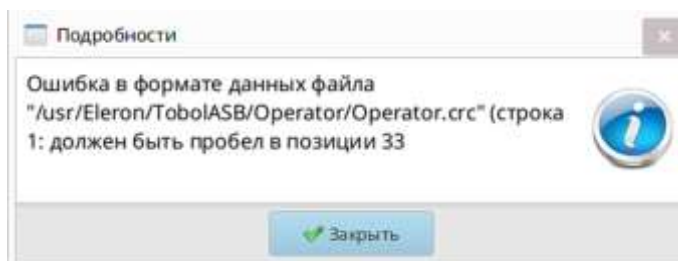 Подробности
Ошибка в формате данных файла
"/usr/Eleron/TobolASB/Operator/Operator.crc" (строка
1: должен быть пробел в позиции 33
Закрыть